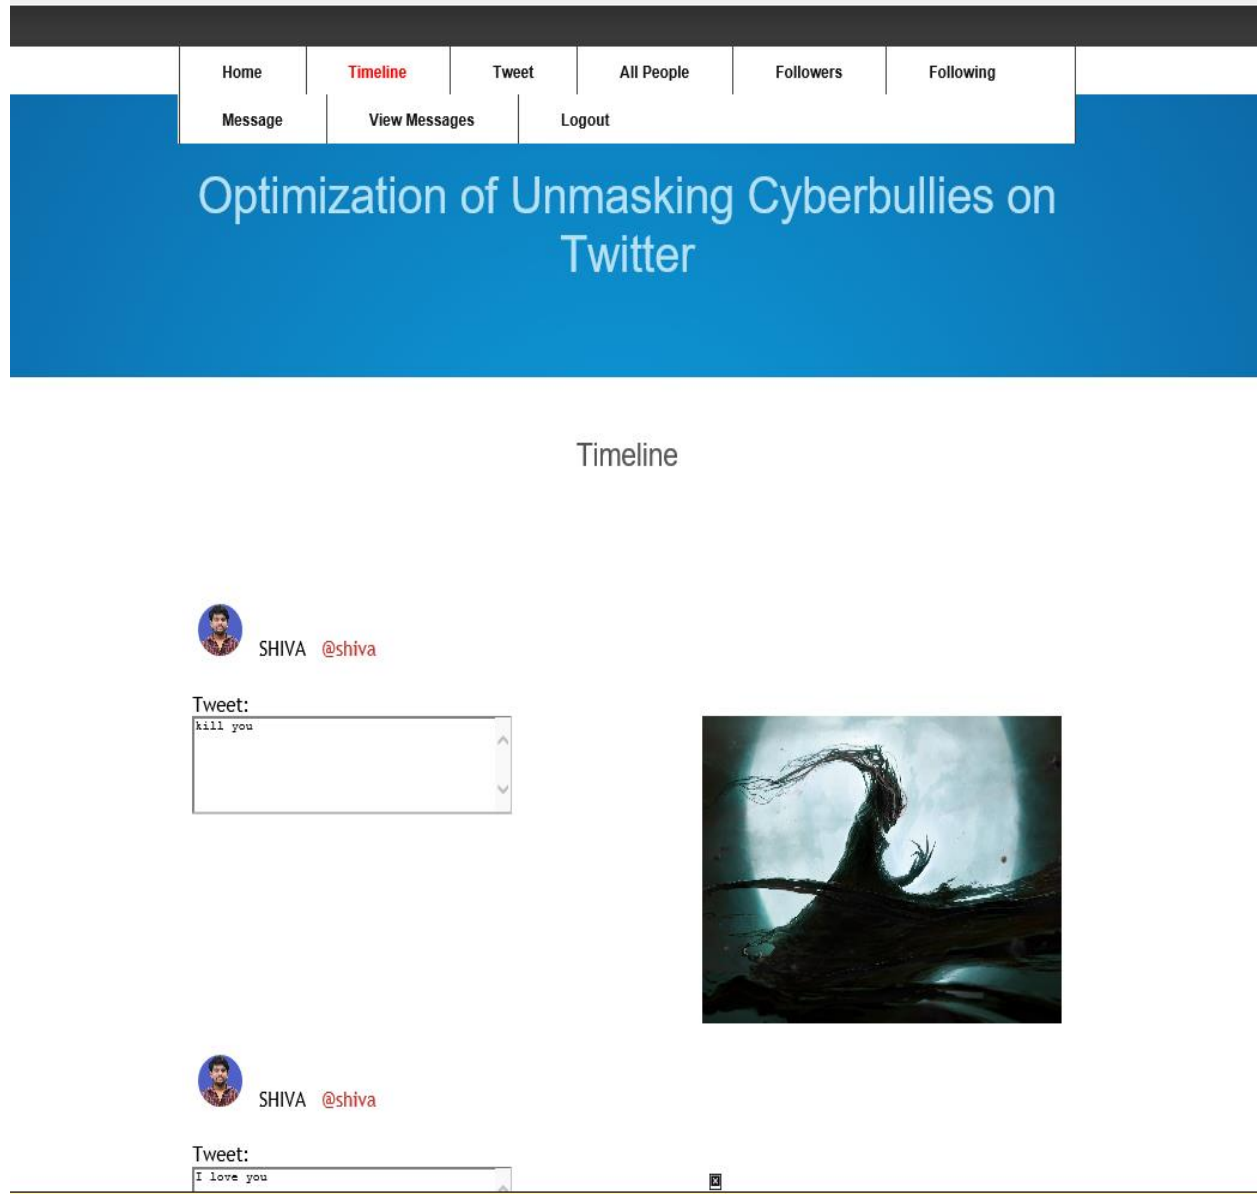 Home Timeline Tweet All People Followers Following
Message View Messages Logout
Optimization of Unmasking Cyberbullies on
Twitter
Timeline
SHIVA @shiva
Tweet:
kill you
SHIVA @shiva
Tweet:
I love you